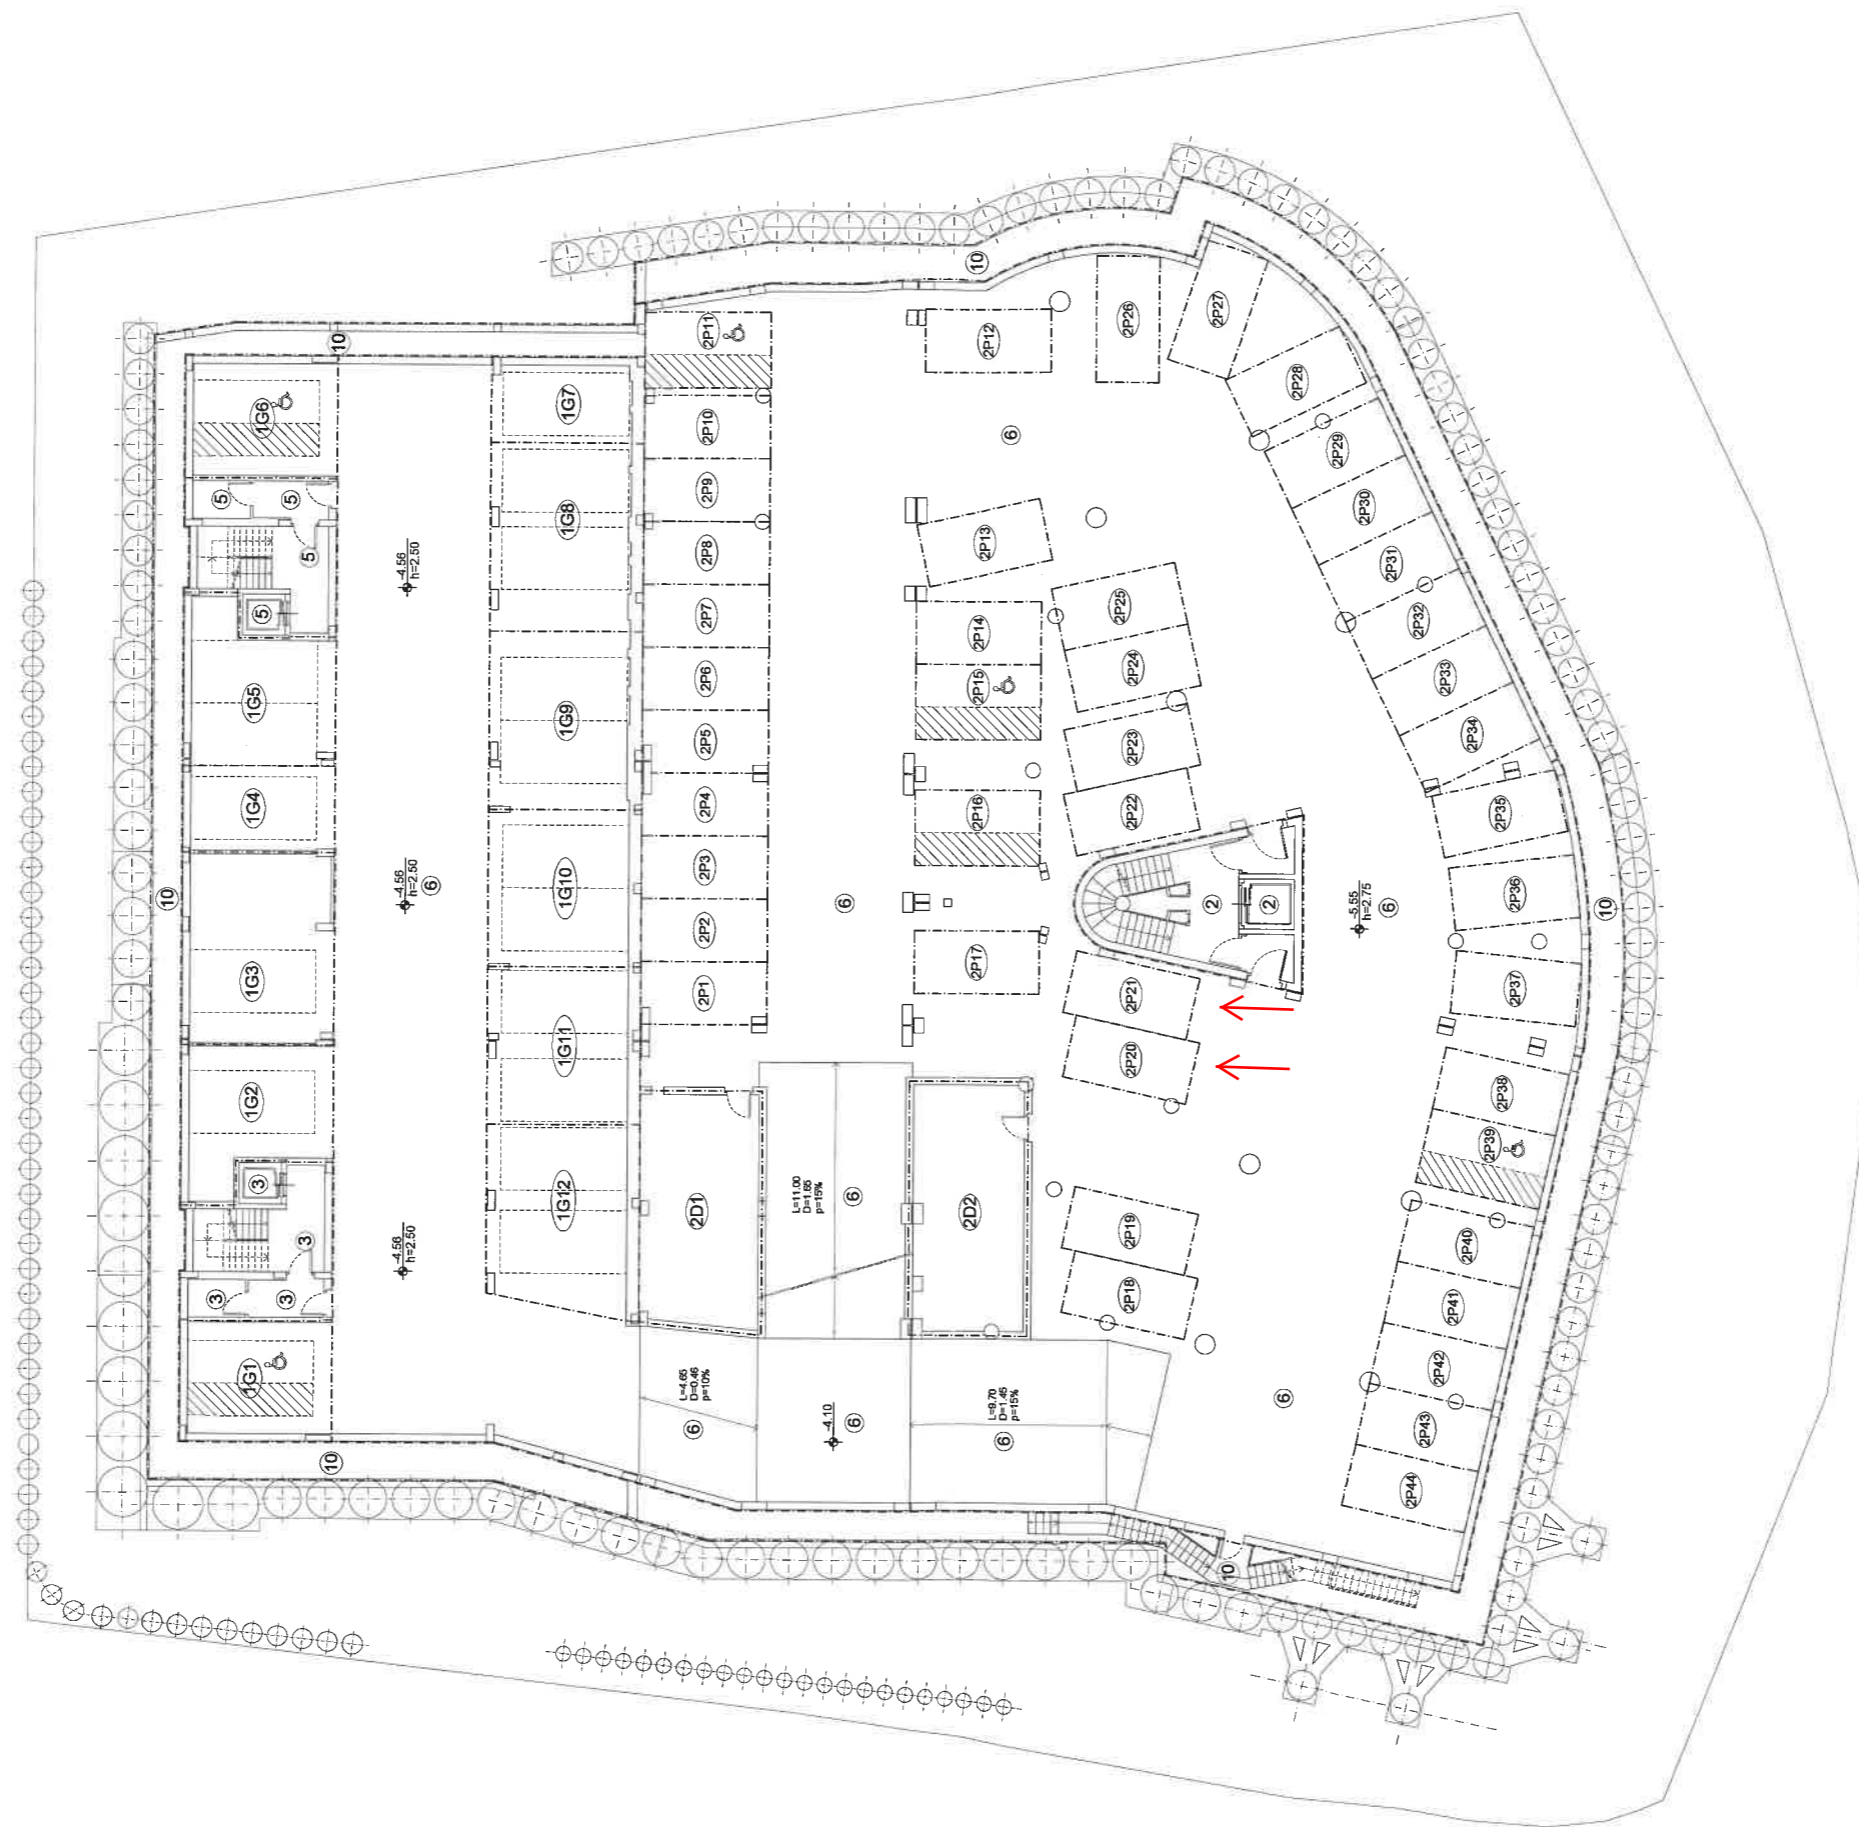 1G1
1G2
1G3
1G4
1G5
1G6
1G7
1G8
1G9
1G10
1G11
1G12
2P1
2P2
2P3
2P4
2P5
2P6
2P7
2P8
2P9
2P10
2P11
2P12
2P13
2P14
2P15
2P16
2P17
2P18
2P19
2P20
2P21
2P22
2P23
2P24
2P25
2P26
2P27
2P28
2P29
2P30
2P31
2P32
2P33
2P34
2P35
2P36
2P37
2P38
2P39
2P40
2P41
2P42
2P43
2P44
2D1
2D2
-4.56
h=2.50
-4.56
h=2.50
6
-4.56
h=2.50
-5.55
h=2.75
6
L=11.00
D=1.65
p=15%
6
L=4.65
D=0.46
p=10%
6
-4.10
6
L=9.70
D=1.45
p=15%
6
6
6
6
2
2
3
3
3
3
5
5
5
5
10
10
10
10
10
10